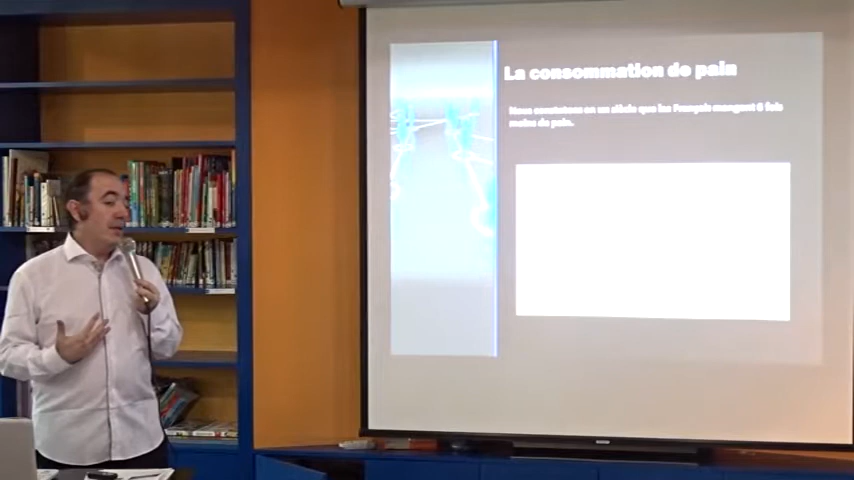 La consommation de pain
Nous constatons en un siècle que les Français mangent 6 fois
moins de pain.